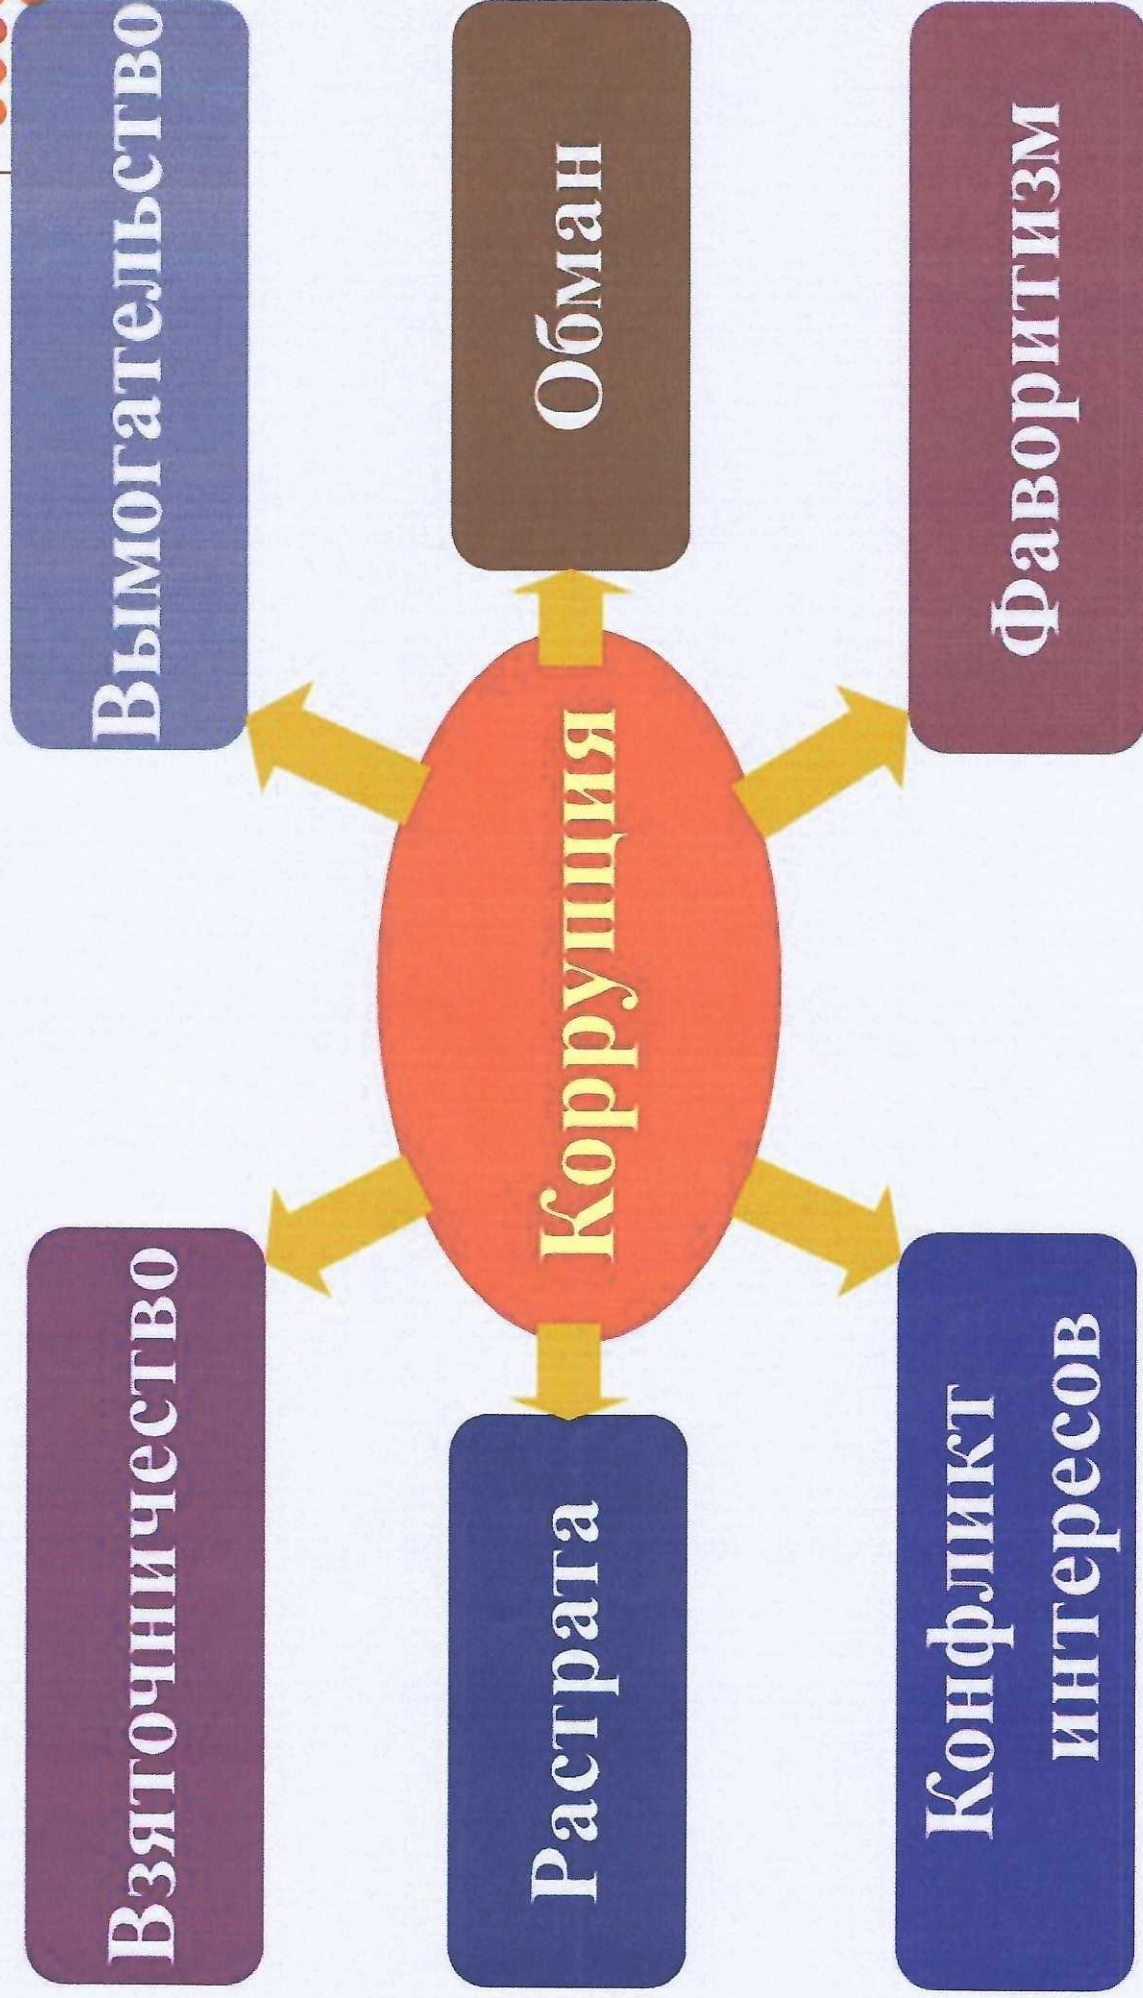 Взяточничество
Вымогательство
Растрата
Коррупция
Обман
Конфликт
интересов
Фаворитизм